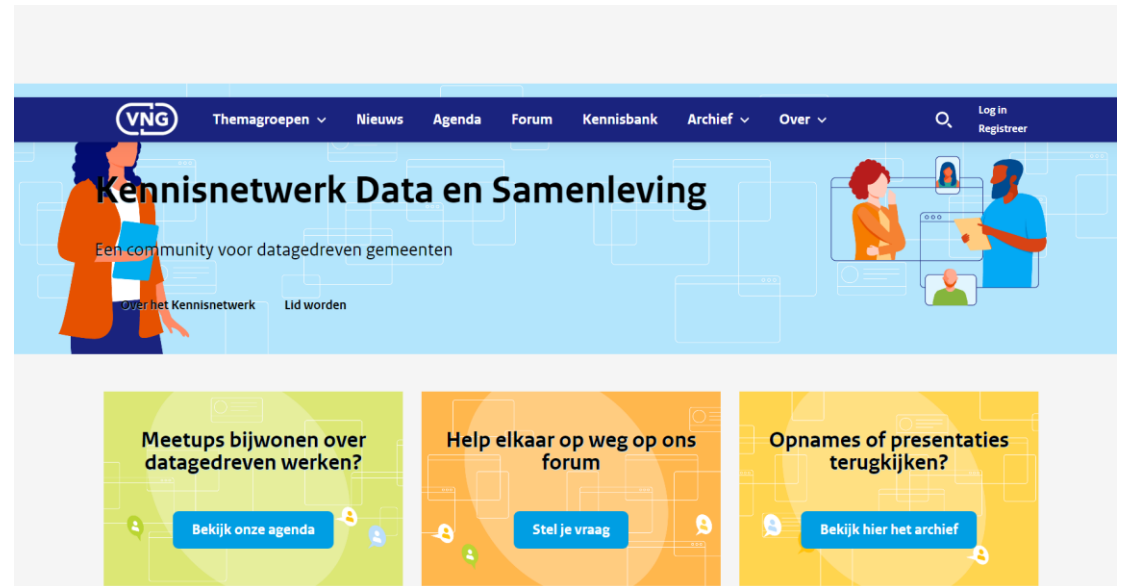 VNG
Themagroepen
Nieuws
Agenda
Forum
Kennisbank
Archief
Over
Log in
Registreer
Kennisnetwerk Data en Samenleving
Een community voor datagedreven gemeenten
Over het Kennisnetwerk
Lid worden
Meetups bijwonen over
datagedreven werken?
Bekijk onze agenda
Help elkaar op weg op ons
forum
Stel je vraag
Opnames of presentaties
terugkijken?
Bekijk hier het archief